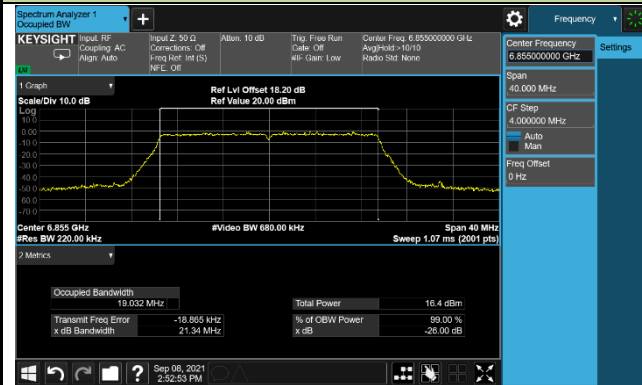 Spectrum Analyzer 1
Occupied BW
Frequency
KEYSIGHT
Input: RF
Coupling: AC
Align: Auto
Input Z: 50 Ω
Corrections: Off
Freq Ref: Int (S)
NFE: Off
Atten: 10 dB
Trig: Free Run
Gate: Off
#IF Gain: Low
Center Freq: 6.855000000 GHz
Avg|Hold:>10/10
Radio Std: None
LXI
Center Frequency
6.855000000 GHz
Settings
Span
40.000 MHz
CF Step
4.000000 MHz
Auto
Man
Freq Offset
0 Hz
1 Graph
Scale/Div 10.0 dB
Ref Lvl Offset 18.20 dB
Ref Value 20.00 dBm
Log
10.0
0.00
-10.0
-20.0
-30.0
-40.0
-50.0
-60.0
-70.0
Center 6.855 GHz
#Res BW 220.00 kHz
#Video BW 680.00 kHz
Span 40 MHz
Sweep 1.07 ms (2001 pts)
2 Metrics
Occupied Bandwidth
19.032 MHz
Total Power
16.4 dBm
Transmit Freq Error
-18.865 kHz
% of OBW Power
99.00 %
x dB Bandwidth
21.34 MHz
x dB
-26.00 dB
Sep 08, 2021
2:52:53 PM